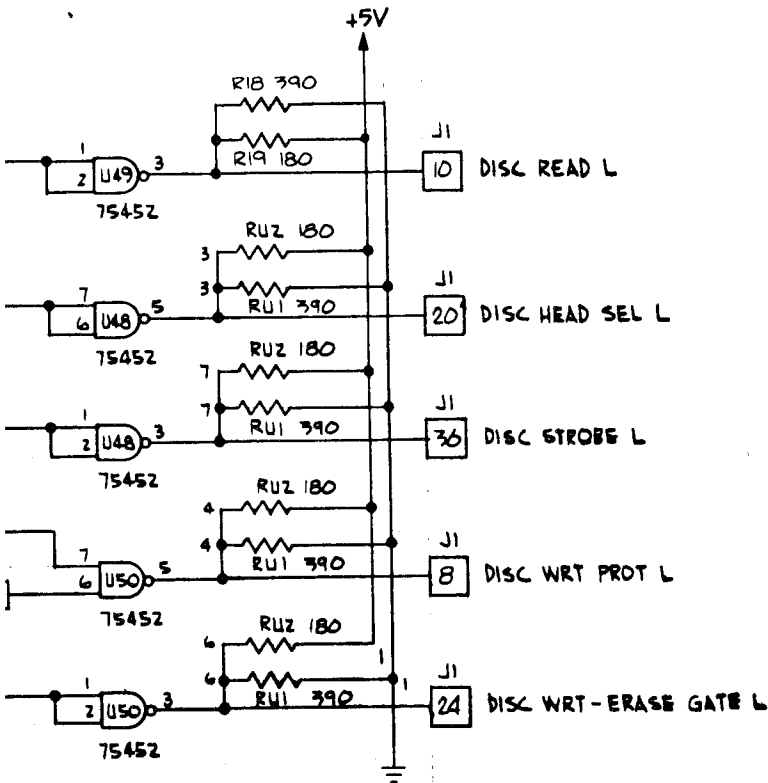 +5V
R18 390
R19 180
1
2
U49
3
75452
J1
10
DISC READ L
RU2 180
3
3
RU1 390
7
6
U48
5
75452
J1
20
DISC HEAD SEL L
RU2 180
7
7
RU1 390
1
2
U48
3
75452
J1
36
DISC STROBE L
RU2 180
4
4
RU1 390
7
6
U50
5
75452
J1
8
DISC WRT PROT L
RU2 180
6
6
RU1 390
1
1
1
2
U50
3
75452
J1
24
DISC WRT-ERASE GATE L